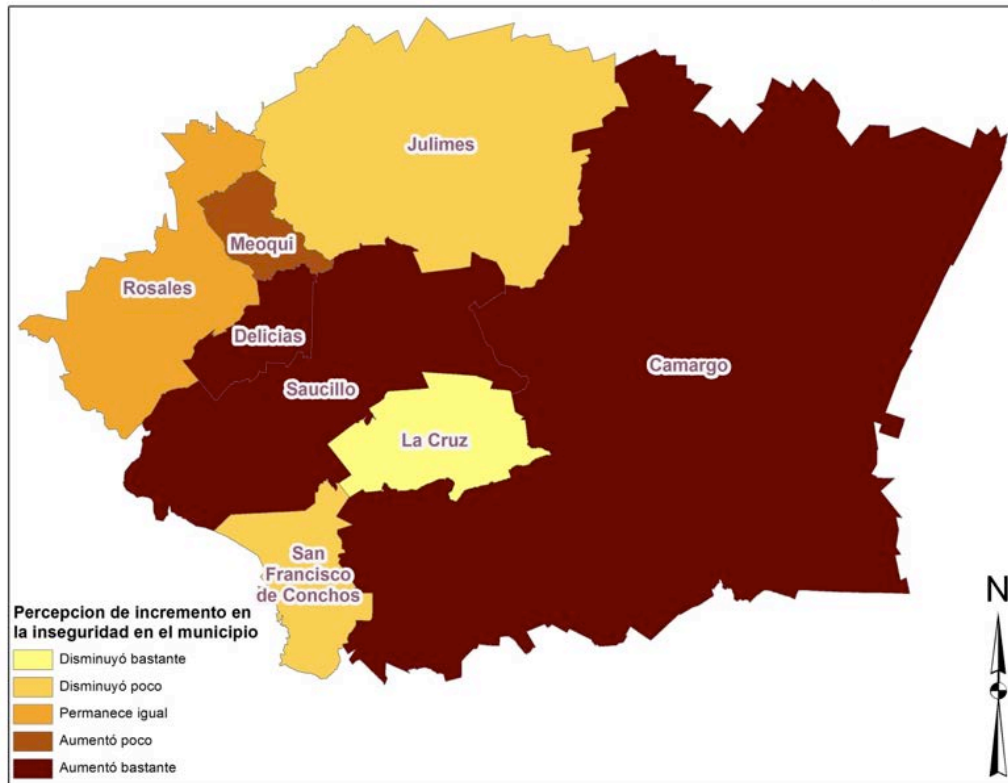 Julimes
Meoqui
Rosales
Delicias
Camargo
Saucillo
La Cruz
San
Francisco
de Conchos
Percepcion de incremento en
la inseguridad en el municipio
Disminuyó bastante
Disminuyó poco
Permanece igual
Aumentó poco
Aumentó bastante
N